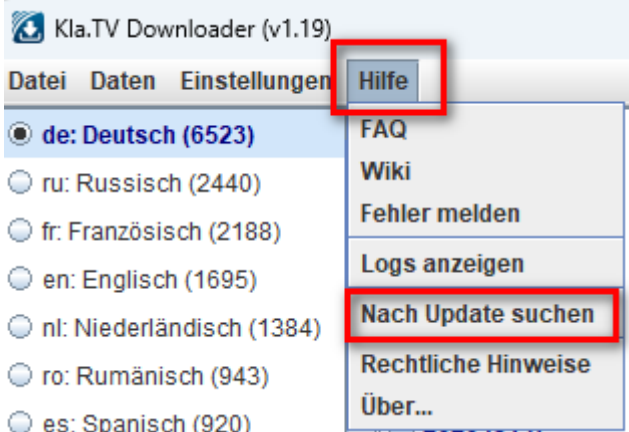 Kla.TV Downloader (v1.19)
Datei Daten Einstellungen Hilfe
de: Deutsch (6523)
ru: Russisch (2440)
fr: Französisch (2188)
en: Englisch (1695)
nl: Niederländisch (1384)
ro: Rumänisch (943)
es: Spanisch (920)
FAQ
Wiki
Fehler melden
Logs anzeigen
Nach Update suchen
Rechtliche Hinweise
Über...